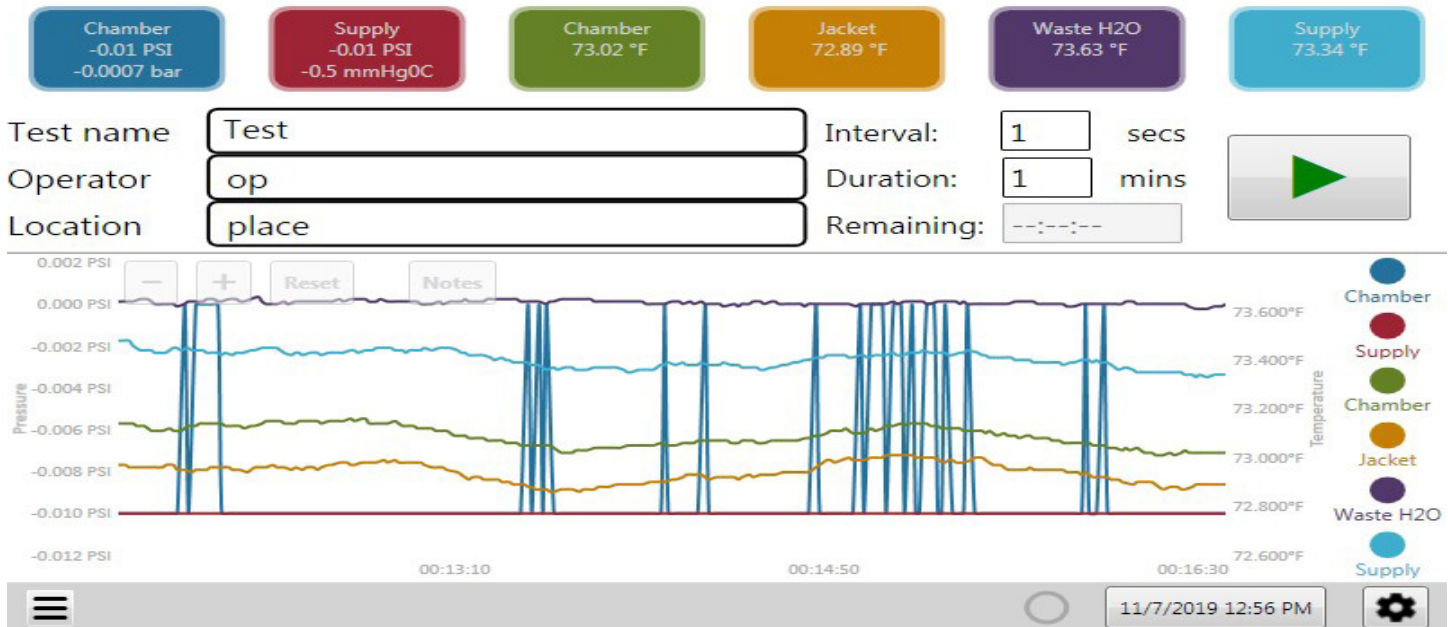 Chamber
-0.01 PSI
-0.0007 bar
Supply
-0.01 PSI
-0.5 mmHg0C
Chamber
73.02 °F
Jacket
72.89 °F
Waste H2O
73.63 °F
Supply
73.34 °F
Test name Test
Interval: 1 secs
Operator op
Duration: 1 mins
Location place
Remaining: --:--:--
− + Reset Notes
Pressure
0.002 PSI
0.000 PSI
-0.002 PSI
-0.004 PSI
-0.006 PSI
-0.008 PSI
-0.010 PSI
-0.012 PSI
00:13:10 00:14:50 00:16:30
73.600°F
73.400°F
73.200°F
73.000°F
72.800°F
72.600°F
Temperature
Chamber
Supply
Chamber
Jacket
Waste H2O
Supply
11/7/2019 12:56 PM